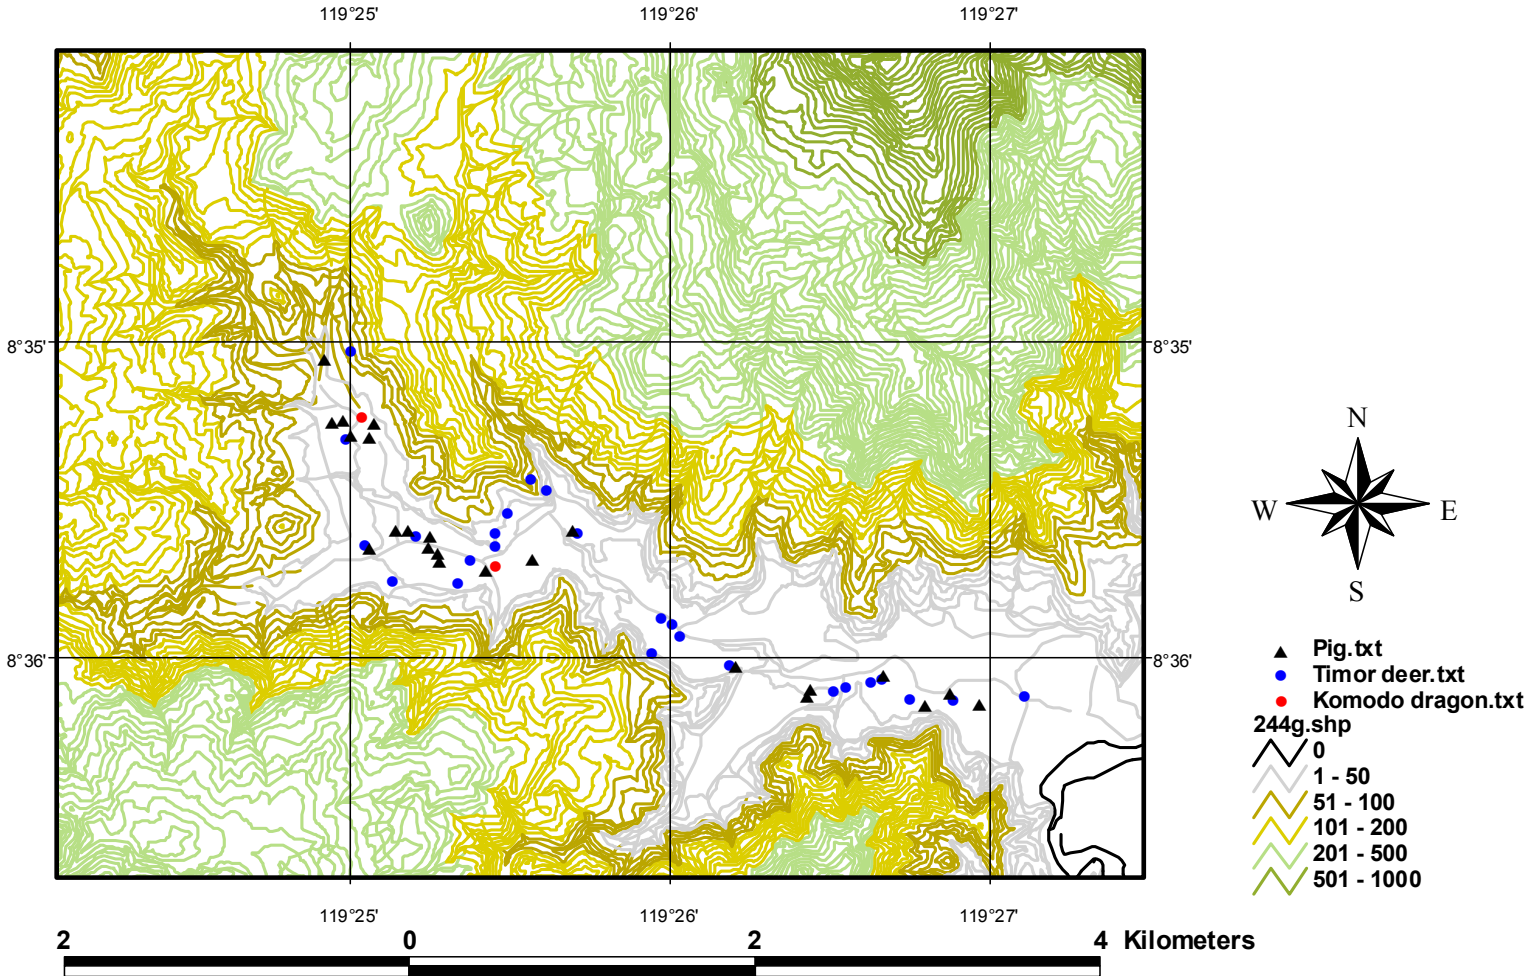 119°25' 119°26' 119°27'
8°35' 8°35'
8°36' 8°36'
119°25' 119°26' 119°27'
2 0 2 4 Kilometers
N
W E
S
Pig.txt
Timor deer.txt
Komodo dragon.txt
244g.shp
0
1 - 50
51 - 100
101 - 200
201 - 500
501 - 1000